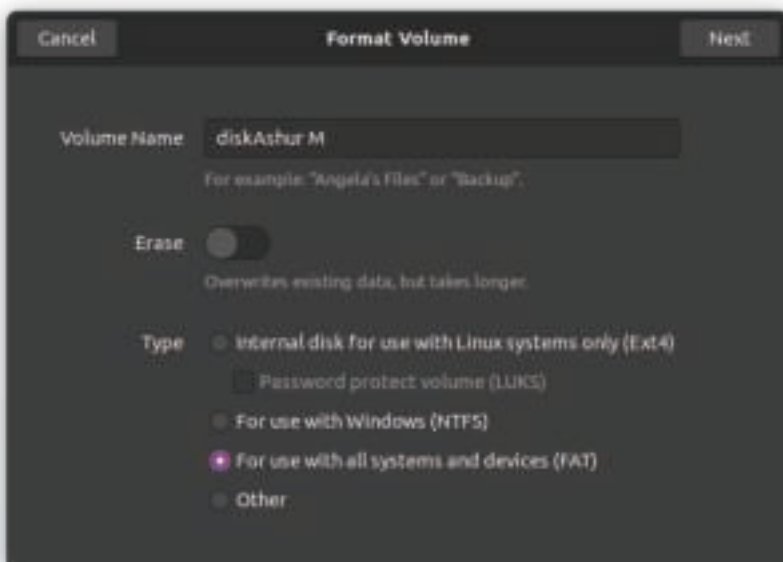 Cancel Format Volume Next
Volume Name diskAshur M
For example: "Angela's Files" or "Backup".
Erase
Overwrites existing data, but takes longer.
Type Internal disk for use with Linux systems only (Ext4)
Password protect volume (LUKS)
For use with Windows (NTFS)
For use with all systems and devices (FAT)
Other